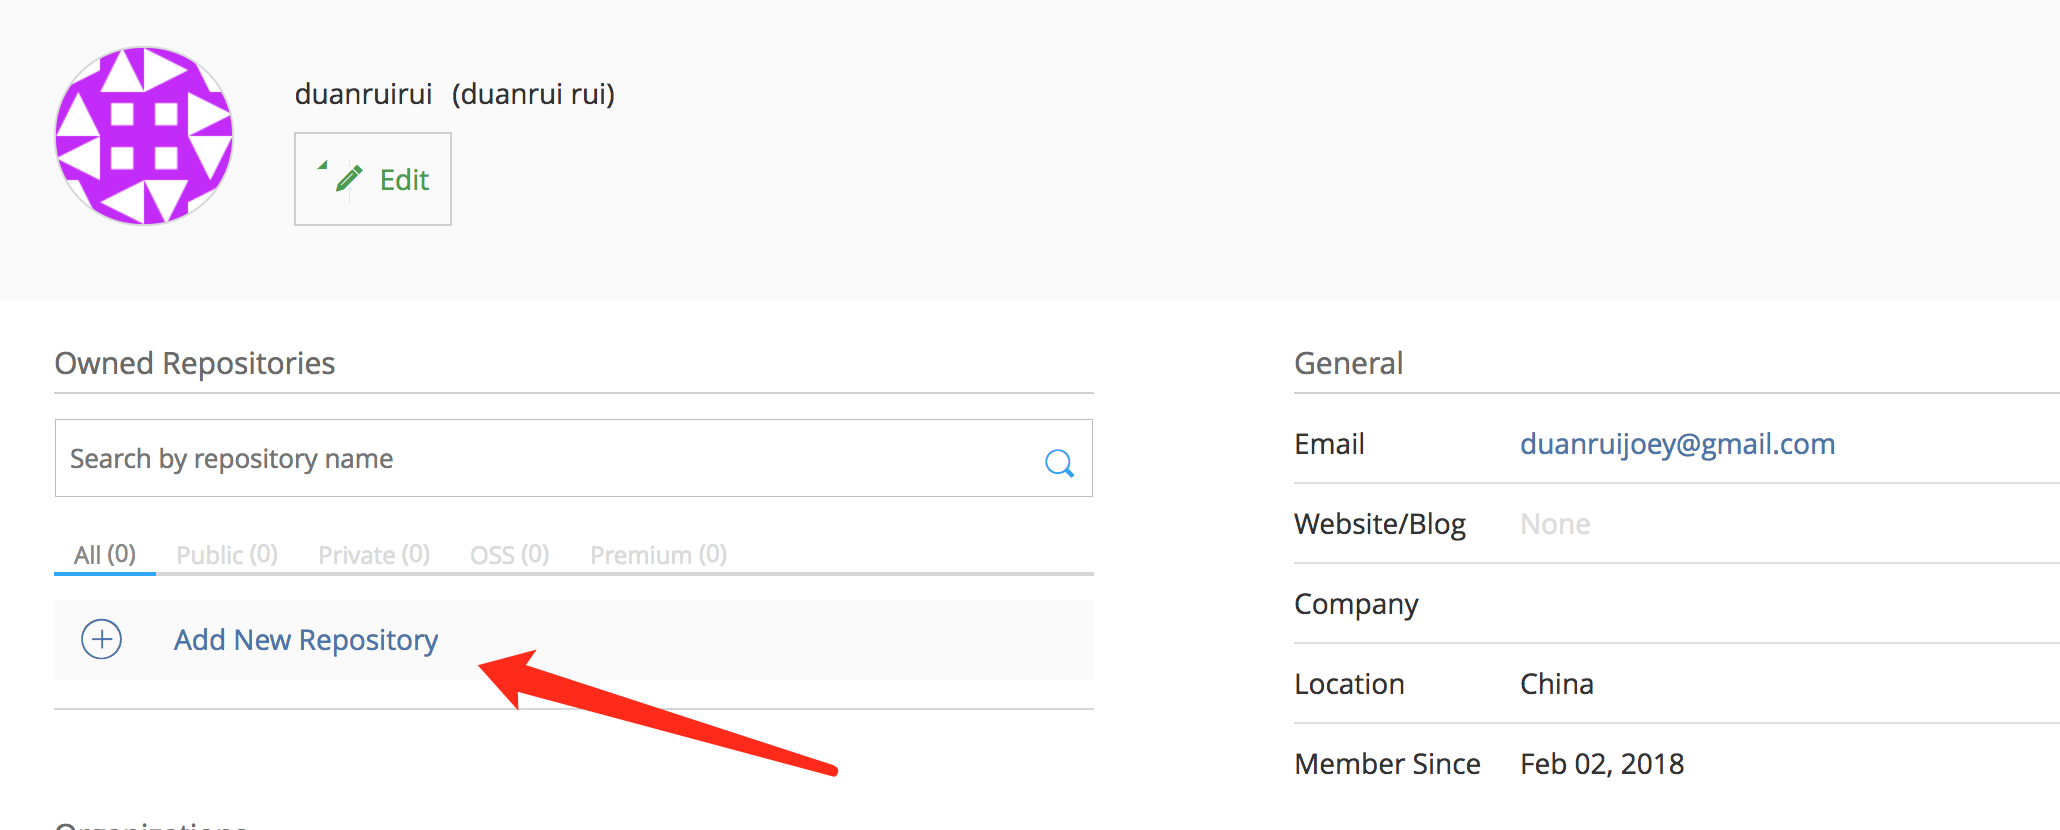 duanruirui (duanrui rui)
Edit
Owned Repositories
Search by repository name
All (0) Public (0) Private (0) OSS (0) Premium (0)
Add New Repository
General
Email duanruijoey@gmail.com
Website/Blog None
Company
Location China
Member Since Feb 02, 2018